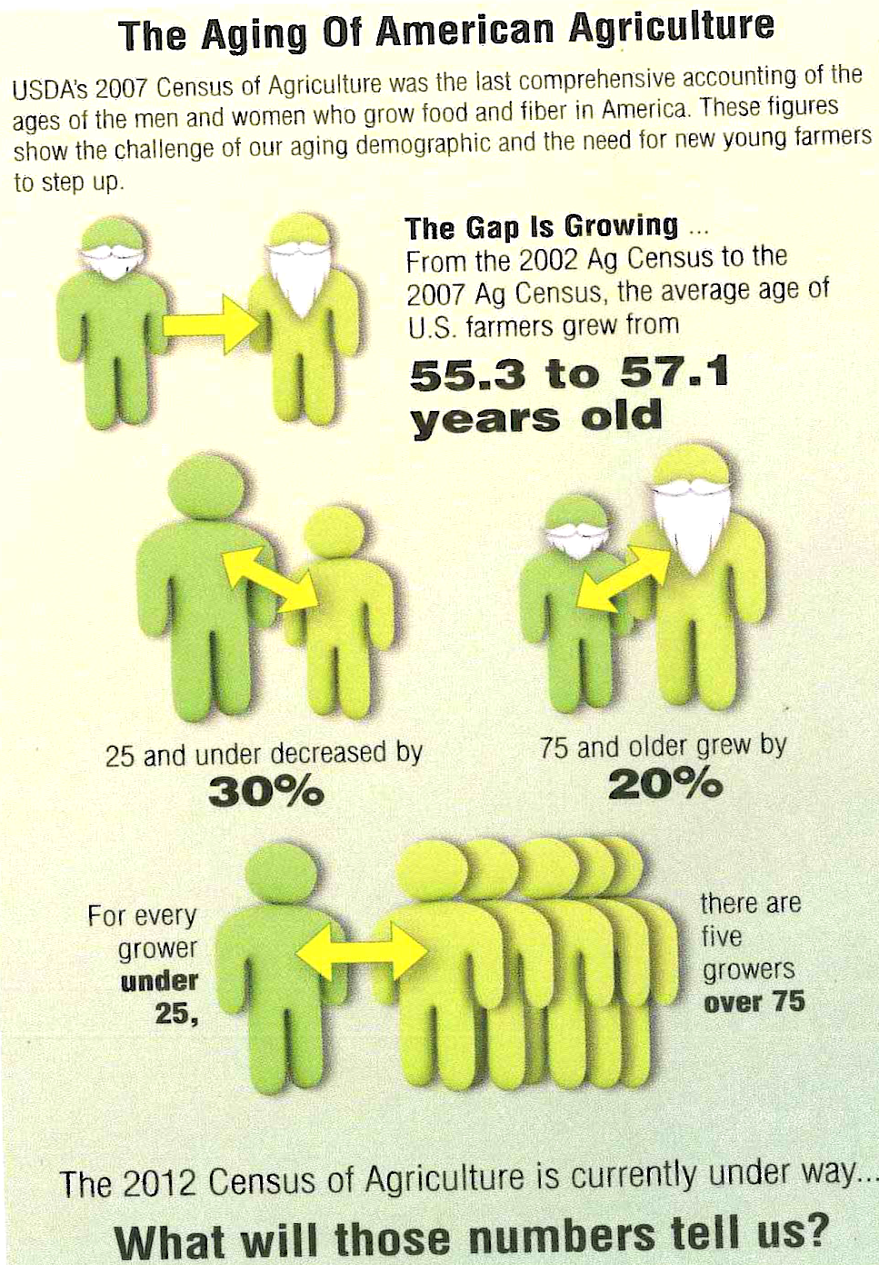 The Aging Of American Agriculture
USDA's 2007 Census of Agriculture was the last comprehensive accounting of the
ages of the men and women who grow food and fiber in America. These figures
show the challenge of our aging demographic and the need for new young farmers
to step up.
The Gap Is Growing ...
From the 2002 Ag Census to the
2007 Ag Census, the average age of
U.S. farmers grew from
55.3 to 57.1
years old
25 and under decreased by
30%
75 and older grew by
20%
For every
grower
under
25,
there are
five
growers
over 75
The 2012 Census of Agriculture is currently under way...
What will those numbers tell us?